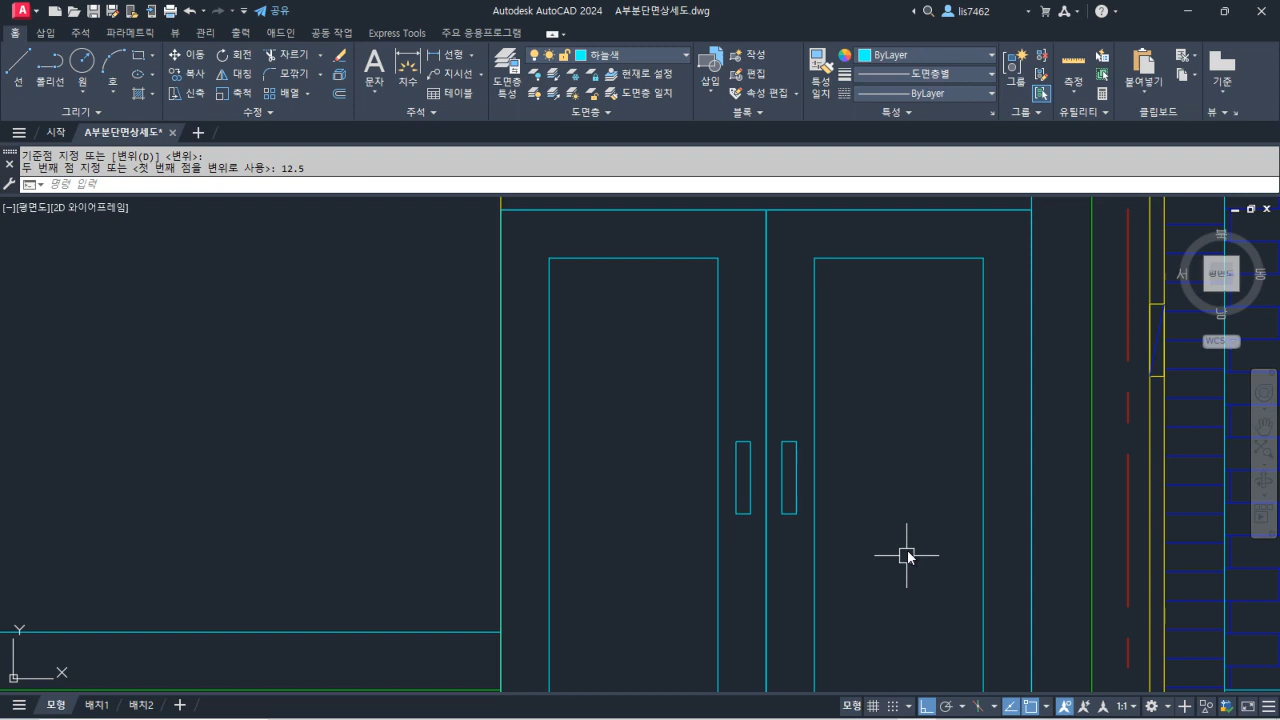 A CAD 공유 Autodesk AutoCAD 2024 A부분단면상세도.dwg lis7462
홈 삽입 주석 파라메트릭 뷰 관리 출력 애드인 공동 작업 Express Tools 주요 응용프로그램
선 폴리선 원 호 이동 회전 자르기 문자 치수 선형 도면층 특성 하늘색 삽입 작성 특성 일치 ByLayer 그룹 측정 붙여넣기 기준
복사 대칭 모깎기 지시선 현재로 설정 편집 도면층별
신축 축척 배열 테이블 도면층 일치 속성 편집 ByLayer
그리기 수정 주석 도면층 블록 특성 그룹 유틸리티 클립보드 뷰
시작 A부분단면상세도*
기준점 지정 또는 [변위(D)] <변위>:
두 번째 점 지정 또는 <첫 번째 점을 변위로 사용>: 12.5
명령 입력
[−][평면도][2D 와이어프레임]
북
서 평면도 동
남
WCS
Y
X
모형 배치1 배치2 모형 1:1